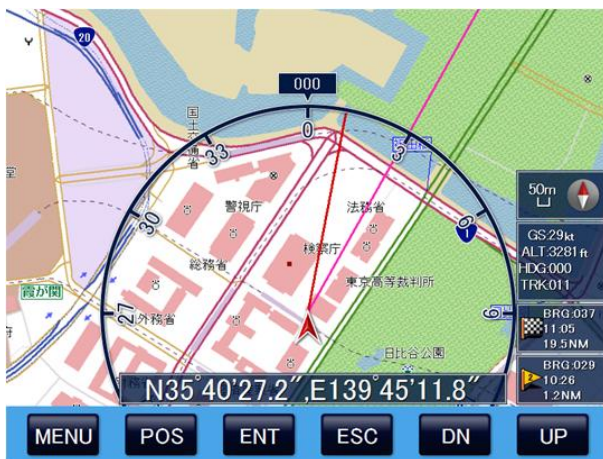 20
000
0
33
3
30
6
27
9
国土交通省
警視庁
法務省
検察庁
総務省
東京高等裁判所
外務省
霞が関
日比谷公園
1
50m
GS:29kt
ALT:3281ft
HDG:000
TRK:011
BRG:037
11:05
19.5NM
BRG:029
10:26
1.2NM
N35°40'27.2",E139°45'11.8"
MENU
POS
ENT
ESC
DN
UP